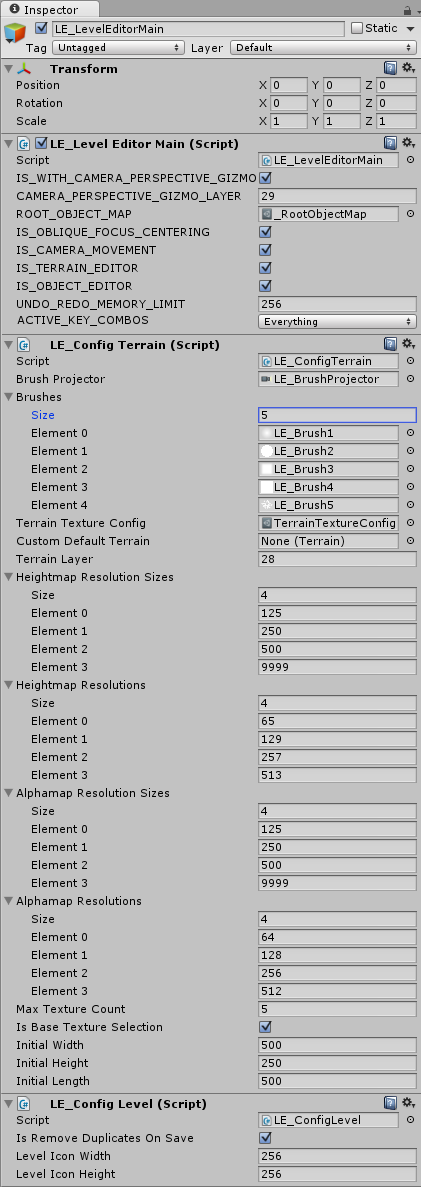 Inspector
LE_LevelEditorMain Static
Tag Untagged Layer Default
Transform
Position X 0 Y 0 Z 0
Rotation X 0 Y 0 Z 0
Scale X 1 Y 1 Z 1
LE_Level Editor Main (Script)
Script LE_LevelEditorMain
IS_WITH_CAMERA_PERSPECTIVE_GIZMO
CAMERA_PERSPECTIVE_GIZMO_LAYER 29
ROOT_OBJECT_MAP _RootObjectMap
IS_OBLIQUE_FOCUS_CENTERING
IS_CAMERA_MOVEMENT
IS_TERRAIN_EDITOR
IS_OBJECT_EDITOR
UNDO_REDO_MEMORY_LIMIT 256
ACTIVE_KEY_COMBOS Everything
LE_Config Terrain (Script)
Script LE_ConfigTerrain
Brush Projector LE_BrushProjector
Brushes
Size 5
Element 0 LE_Brush1
Element 1 LE_Brush2
Element 2 LE_Brush3
Element 3 LE_Brush4
Element 4 LE_Brush5
Terrain Texture Config TerrainTextureConfig
Custom Default Terrain None (Terrain)
Terrain Layer 28
Heightmap Resolution Sizes
Size 4
Element 0 125
Element 1 250
Element 2 500
Element 3 9999
Heightmap Resolutions
Size 4
Element 0 65
Element 1 129
Element 2 257
Element 3 513
Alphamap Resolution Sizes
Size 4
Element 0 125
Element 1 250
Element 2 500
Element 3 9999
Alphamap Resolutions
Size 4
Element 0 64
Element 1 128
Element 2 256
Element 3 512
Max Texture Count 5
Is Base Texture Selection
Initial Width 500
Initial Height 250
Initial Length 500
LE_Config Level (Script)
Script LE_ConfigLevel
Is Remove Duplicates On Save
Level Icon Width 256
Level Icon Height 256